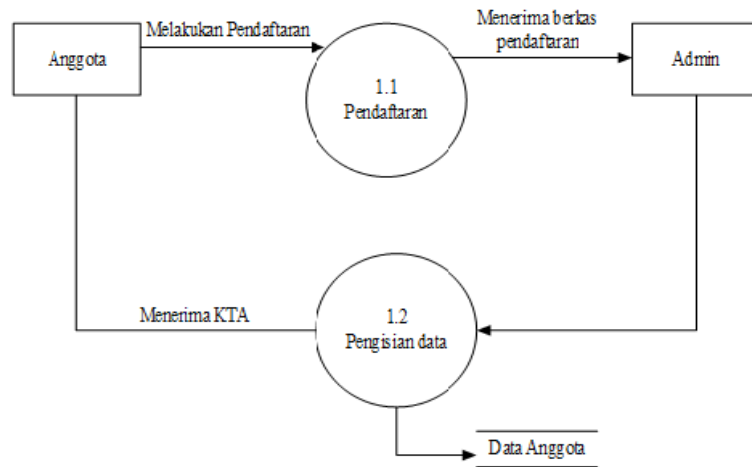 Melakukan Pendaftaran
Menerima berkas
pendaftaran
Anggota
Admin
1.1
Pendaftaran
Menerima KTA
1.2
Pengisian data
Data Anggota